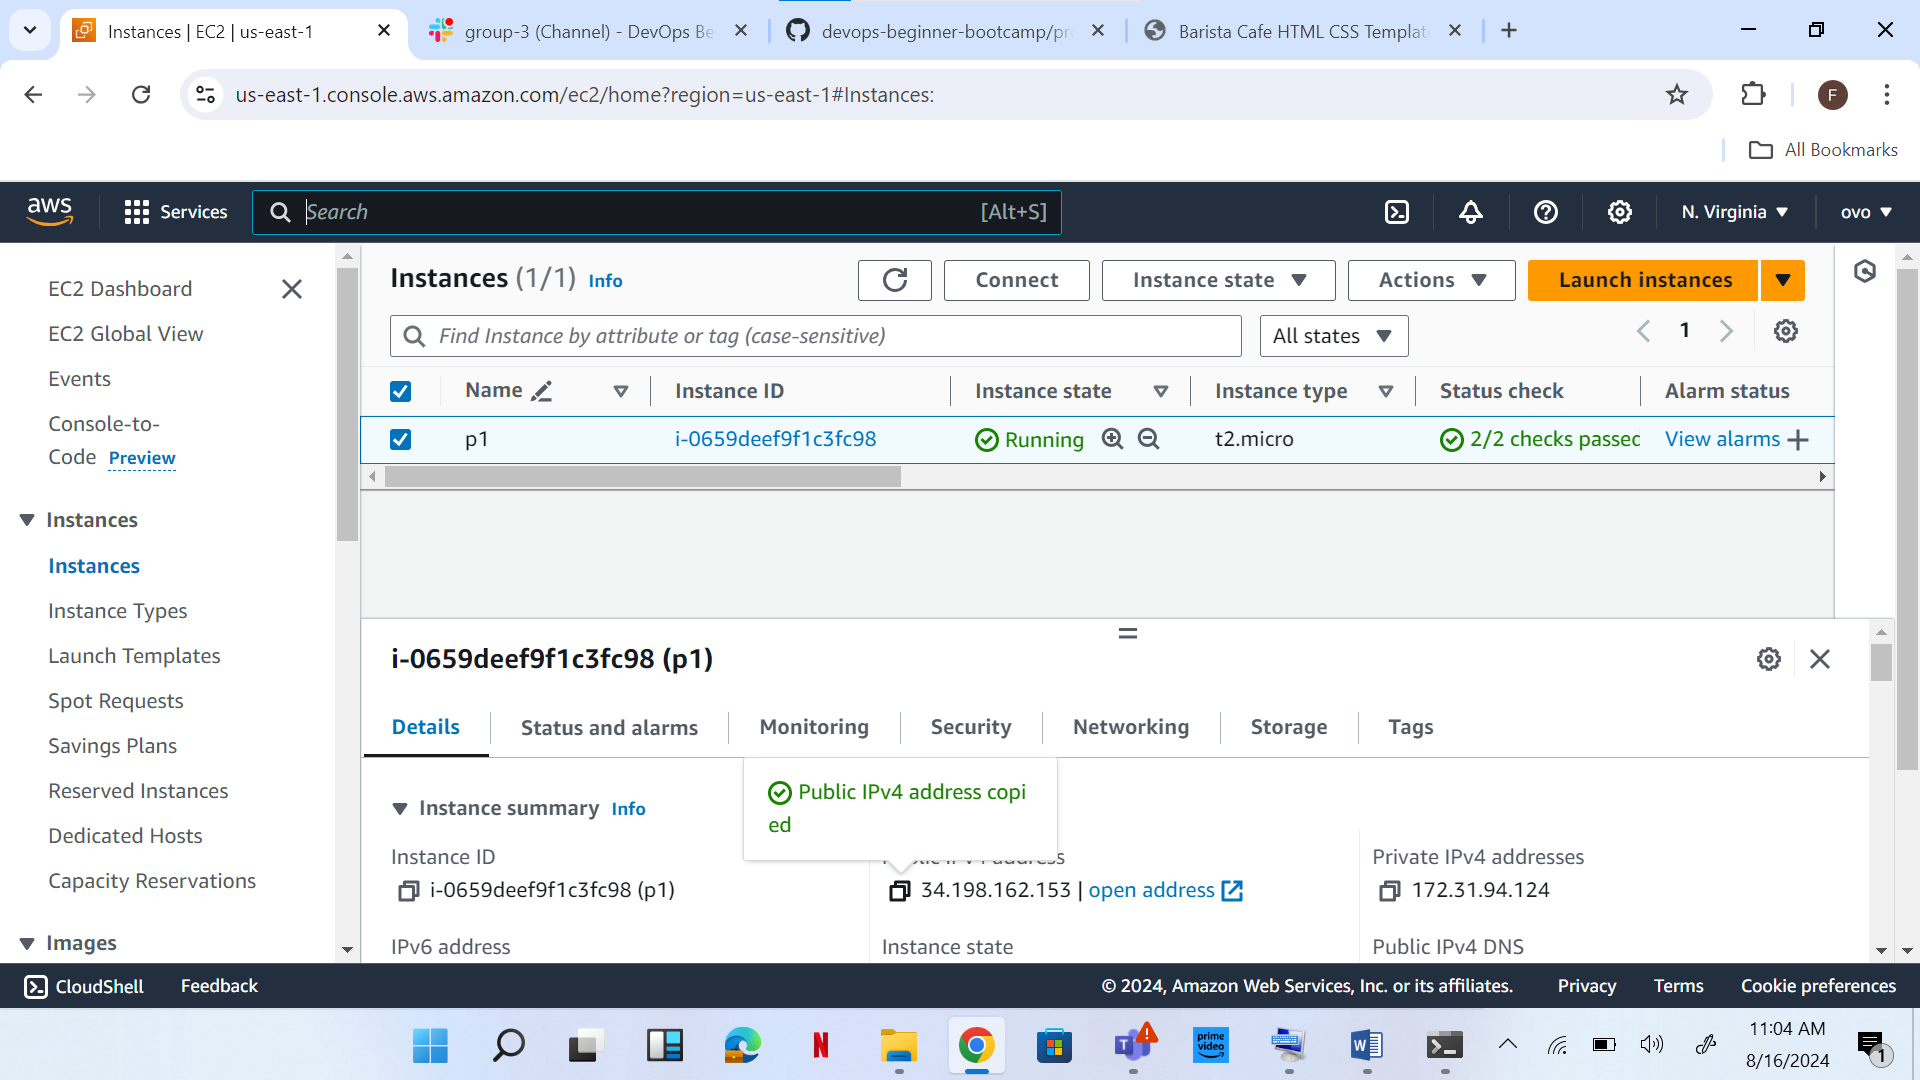 Instances | EC2 | us-east-1
group-3 (Channel) - DevOps Be
devops-beginner-bootcamp/pr
Barista Cafe HTML CSS Templat
us-east-1.console.aws.amazon.com/ec2/home?region=us-east-1#Instances:
F
All Bookmarks
aws
Services
Search
[Alt+S]
N. Virginia
ovo
EC2 Dashboard
EC2 Global View
Events
Console-to-
Code Preview
Instances
Instances
Instance Types
Launch Templates
Spot Requests
Savings Plans
Reserved Instances
Dedicated Hosts
Capacity Reservations
Images
Instances (1/1) Info
Connect
Instance state
Actions
Launch instances
Find Instance by attribute or tag (case-sensitive)
All states
1
Name
Instance ID
Instance state
Instance type
Status check
Alarm status
p1
i-0659deef9f1c3fc98
Running
t2.micro
2/2 checks passed
View alarms
i-0659deef9f1c3fc98 (p1)
Details
Status and alarms
Monitoring
Security
Networking
Storage
Tags
Instance summary Info
Public IPv4 address copi
ed
Instance ID
i-0659deef9f1c3fc98 (p1)
Public IPv4 address
34.198.162.153 | open address
Private IPv4 addresses
172.31.94.124
IPv6 address
Instance state
Public IPv4 DNS
CloudShell
Feedback
© 2024, Amazon Web Services, Inc. or its affiliates.
Privacy
Terms
Cookie preferences
N
prime
video
11:04 AM
8/16/2024
1